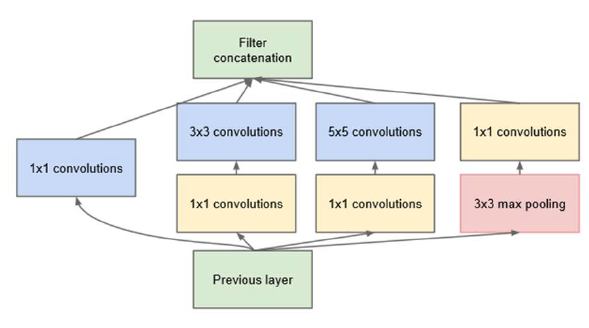 Filter
concatenation
3x3 convolutions
5x5 convolutions
1x1 convolutions
1x1 convolutions
1x1 convolutions
1x1 convolutions
3x3 max pooling
Previous layer